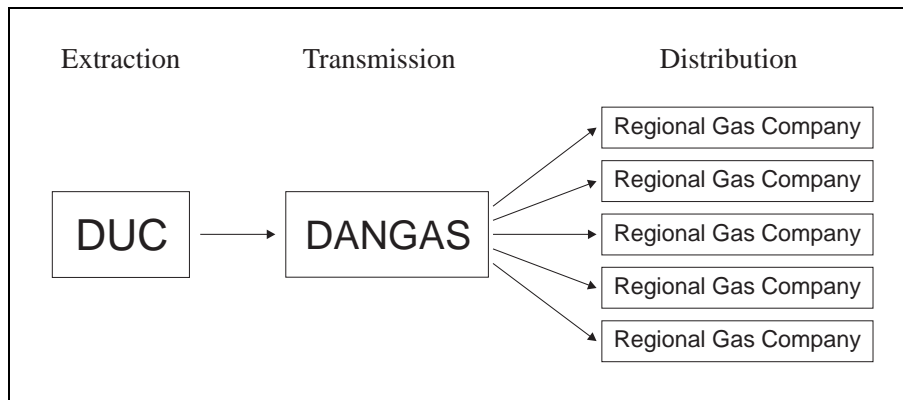 Extraction
Transmission
Distribution
DUC
DANGAS
Regional Gas Company
Regional Gas Company
Regional Gas Company
Regional Gas Company
Regional Gas Company